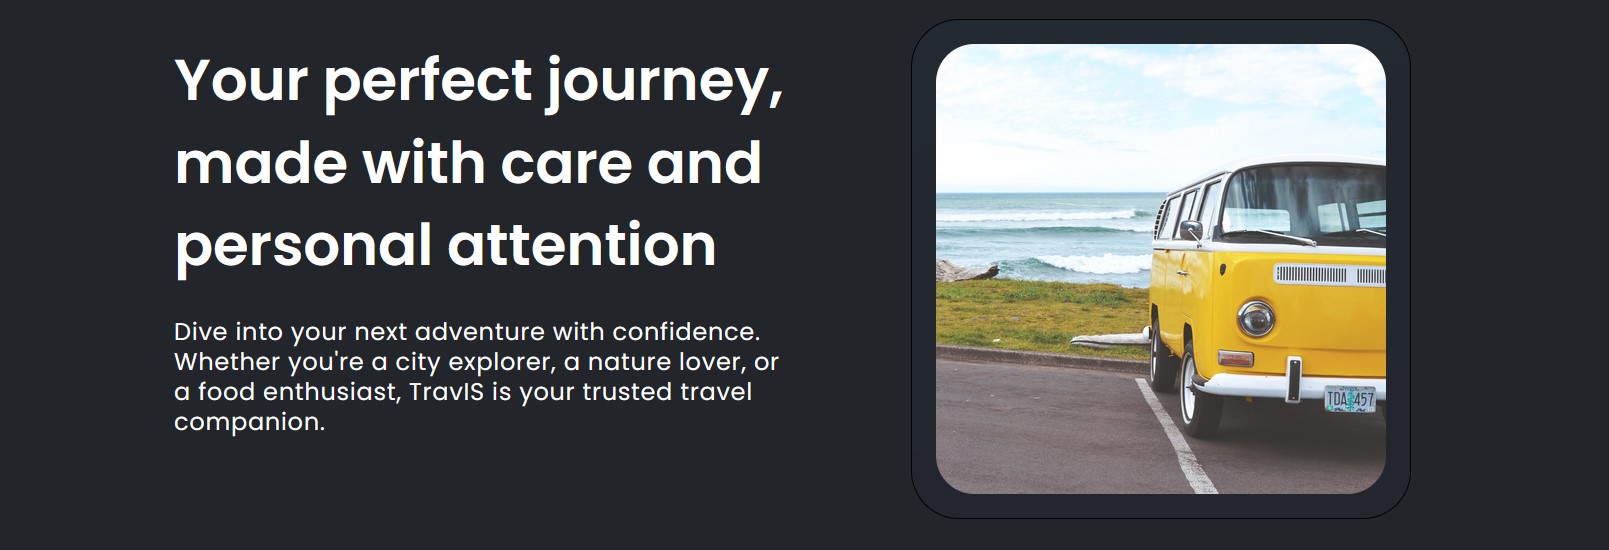 Your perfect journey,
made with care and
personal attention
Dive into your next adventure with confidence.
Whether you're a city explorer, a nature lover, or
a food enthusiast, TravIS is your trusted travel
companion.
TDA 457